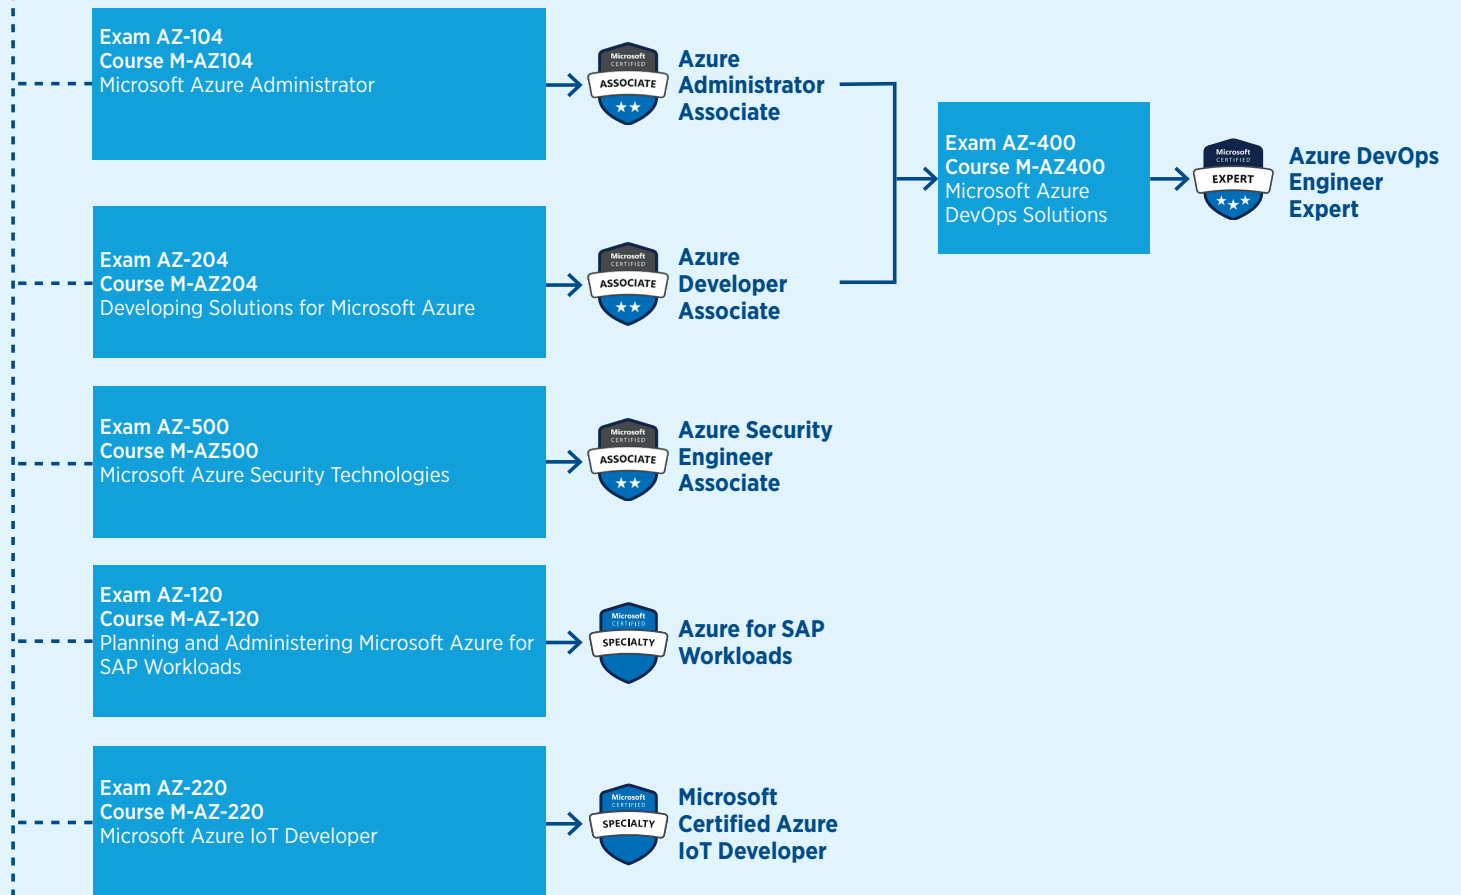 Exam AZ-104
Course M-AZ104
Microsoft Azure Administrator
Microsoft
CERTIFIED
ASSOCIATE
Azure
Administrator
Associate
Exam AZ-400
Course M-AZ400
Microsoft Azure
DevOps Solutions
Microsoft
CERTIFIED
EXPERT
Azure DevOps
Engineer
Expert
Exam AZ-204
Course M-AZ204
Developing Solutions for Microsoft Azure
Microsoft
CERTIFIED
ASSOCIATE
Azure
Developer
Associate
Exam AZ-500
Course M-AZ500
Microsoft Azure Security Technologies
Microsoft
CERTIFIED
ASSOCIATE
Azure Security
Engineer
Associate
Exam AZ-120
Course M-AZ-120
Planning and Administering Microsoft Azure for
SAP Workloads
Microsoft
CERTIFIED
SPECIALTY
Azure for SAP
Workloads
Exam AZ-220
Course M-AZ-220
Microsoft Azure IoT Developer
Microsoft
CERTIFIED
SPECIALTY
Microsoft
Certified Azure
IoT Developer